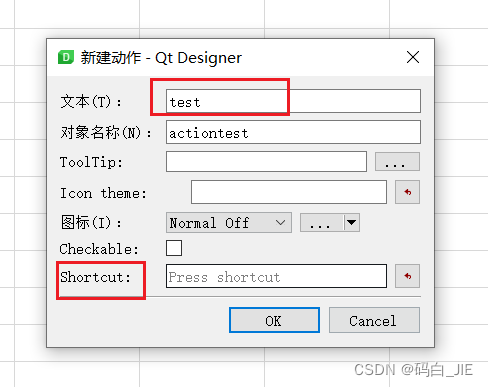 新建动作 - Qt Designer
文本(T)： test
对象名称(N)： actiontest
ToolTip: ...
Icon theme:
图标(I)： Normal Off ...
Checkable:
Shortcut: Press shortcut
OK Cancel
CSDN @码白_JIE